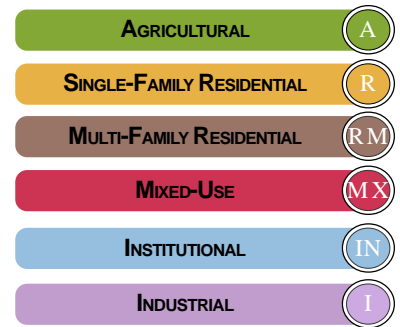 AGRICULTURAL A
SINGLE-FAMILY RESIDENTIAL R
MULTI-FAMILY RESIDENTIAL RM
MIXED-USE MX
INSTITUTIONAL IN
INDUSTRIAL I